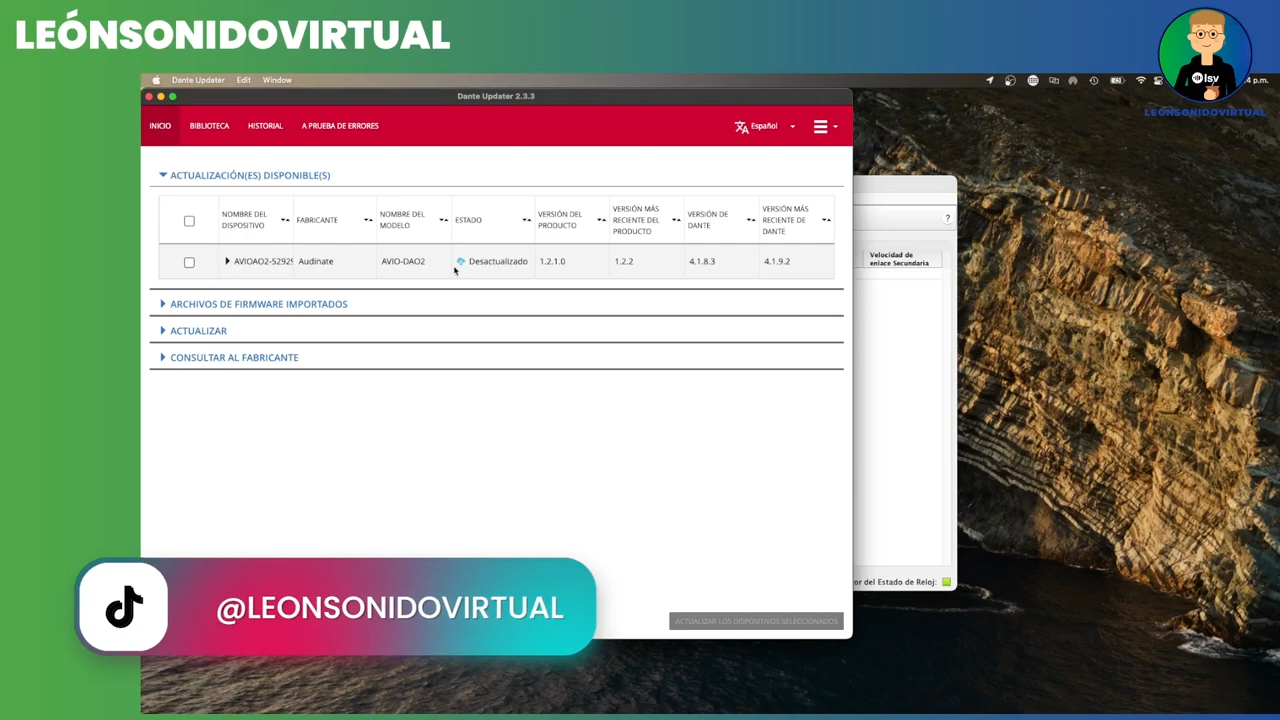 LEÓNSONIDOVIRTUAL
lsv
LEÓNSONIDOVIRTUAL
Dante Updater Edit Window
4 p.m.
Dante Updater 2.3.3
INICIO BIBLIOTECA HISTORIAL A PRUEBA DE ERRORES Español
ACTUALIZACIÓN(ES) DISPONIBLE(S)
NOMBRE DEL DISPOSITIVO FABRICANTE NOMBRE DEL MODELO ESTADO VERSIÓN DEL PRODUCTO VERSIÓN MÁS RECIENTE DEL PRODUCTO VERSIÓN DE DANTE VERSIÓN MÁS RECIENTE DE DANTE
AVIOAO2-52925 Audinate AVIO-DAO2 Desactualizado 1.2.1.0 1.2.2 4.1.8.3 4.1.9.2
ARCHIVOS DE FIRMWARE IMPORTADOS
ACTUALIZAR
CONSULTAR AL FABRICANTE
?
Velocidad de
enlace Secundaria
or del Estado de Reloj:
ACTUALIZAR LOS DISPOSITIVOS SELECCIONADOS
@LEONSONIDOVIRTUAL